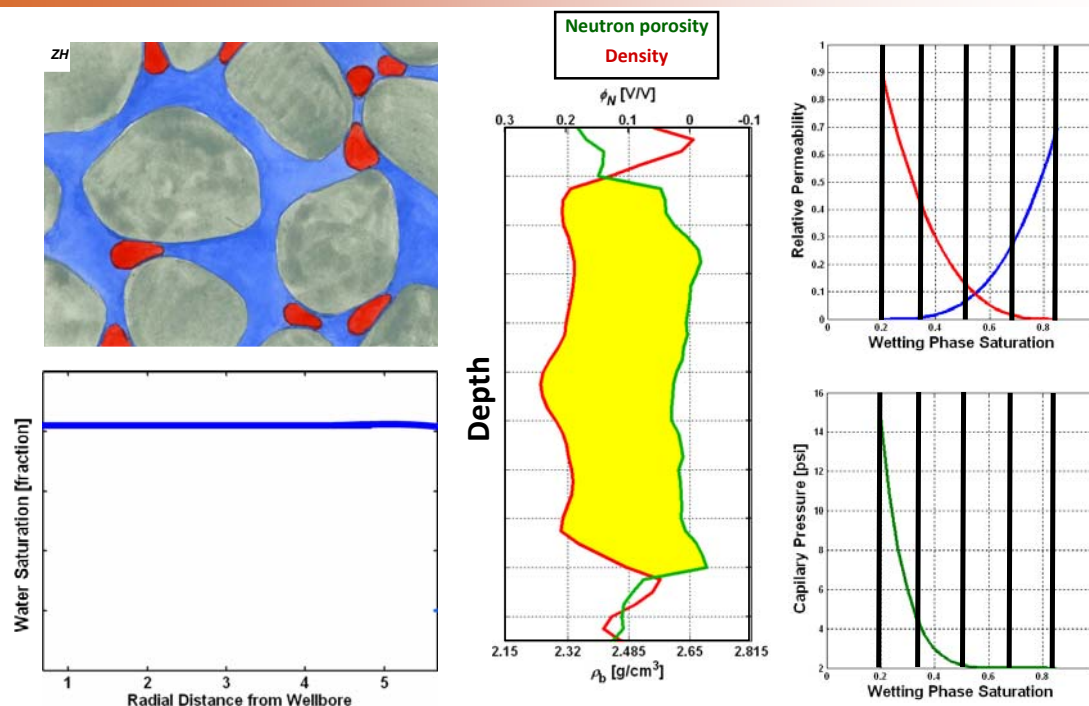 ZH
Water Saturation [fraction]
1 2 3 4 5
Radial Distance from Wellbore
Neutron porosity
Density
ϕN [V/V]
0.3 0.2 0.1 0 -0.1
Depth
2.15 2.32 2.485 2.65 2.815
ρb [g/cm³]
Relative Permeability
1
0.9
0.8
0.7
0.6
0.5
0.4
0.3
0.2
0.1
0
0 0.2 0.4 0.6 0.8
Wetting Phase Saturation
Capilary Pressure [psi]
16
14
12
10
8
6
4
2
0 0.2 0.4 0.6 0.8
Wetting Phase Saturation